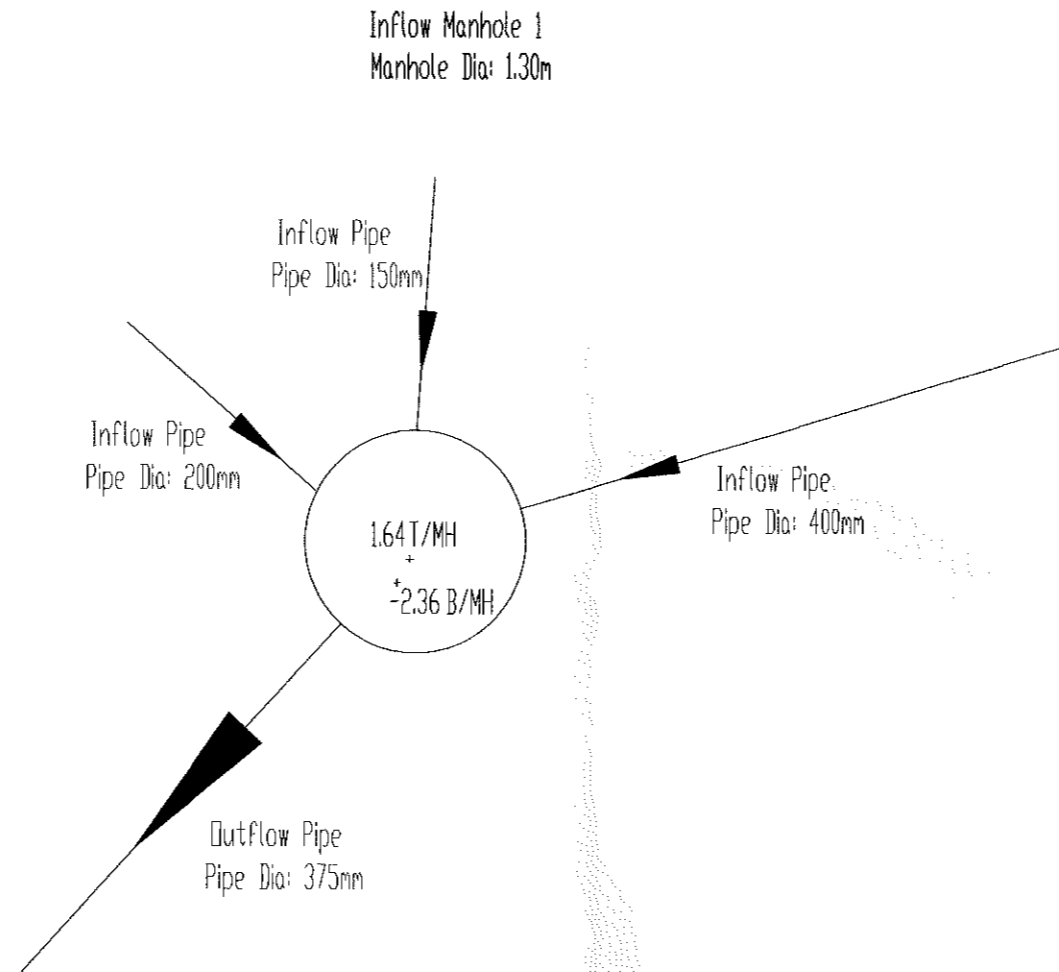 Inflow Manhole 1
Manhole Dia: 1.30m
Inflow Pipe
Pipe Dia: 150mm
Inflow Pipe
Pipe Dia: 200mm
Inflow Pipe
Pipe Dia: 400mm
1.64 T/MH
-2.36 B/MH
Outflow Pipe
Pipe Dia: 375mm